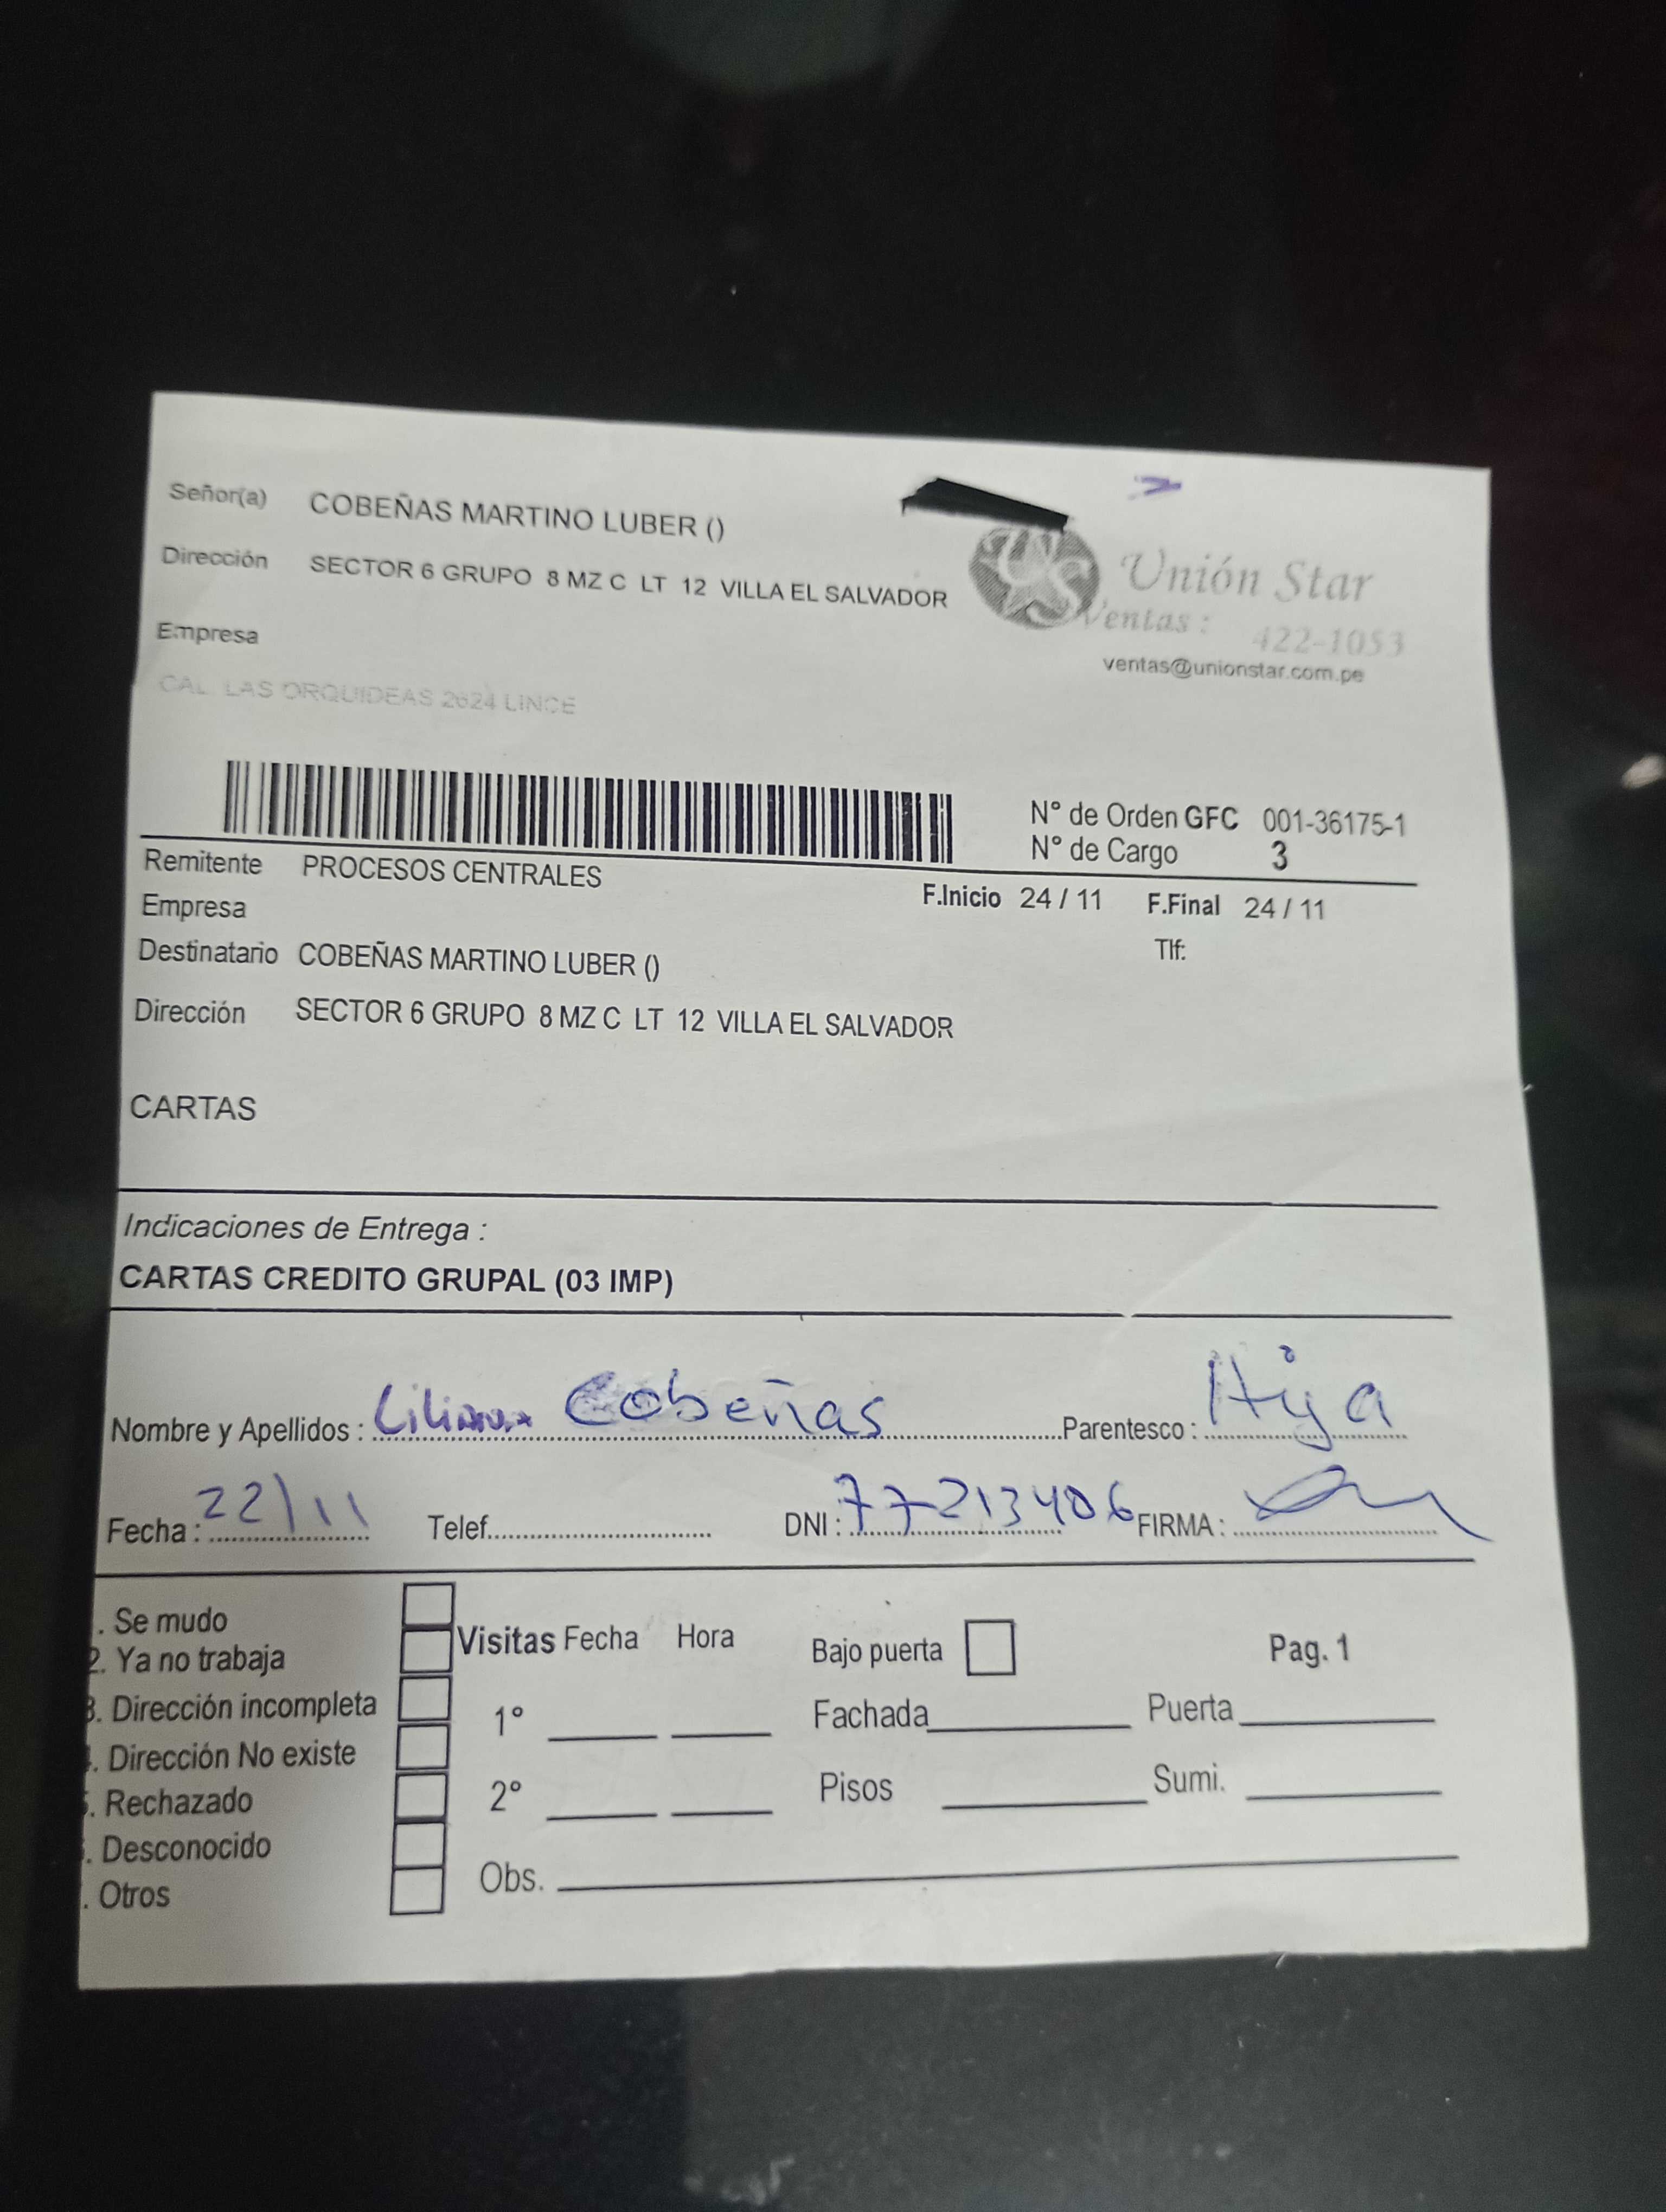 Señor(a) COBEÑAS MARTINO LUBER ()
Dirección SECTOR 6 GRUPO 8 MZ C LT 12 VILLA EL SALVADOR
Unión Star
Empresa
Ventas : 422-1053
ventas@unionstar.com.pe
CAL. LAS ORQUIDEAS 2624 LINCE
N° de Orden GFC 001-36175-1
N° de Cargo 3
Remitente PROCESOS CENTRALES
Empresa
F.Inicio 24 / 11 F.Final 24 / 11
Destinatario COBEÑAS MARTINO LUBER ()
Tlf:
Dirección SECTOR 6 GRUPO 8 MZ C LT 12 VILLA EL SALVADOR
CARTAS
Indicaciones de Entrega :
CARTAS CREDITO GRUPAL (03 IMP)
Nombre y Apellidos : Liliana Cobeñas Parentesco : Hija
Fecha : 22/11 Telef. DNI : 77213406 FIRMA :
. Se mudo
2. Ya no trabaja
3. Dirección incompleta
. Dirección No existe
. Rechazado
. Desconocido
. Otros
Visitas Fecha Hora
1°
2°
Obs.
Bajo puerta Pag. 1
Fachada Puerta
Pisos Sumi.